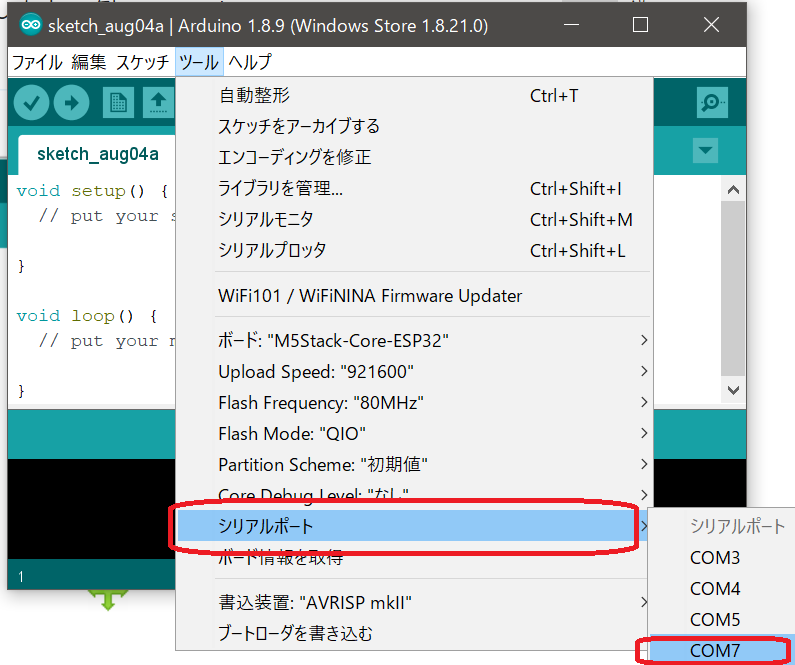 sketch_aug04a | Arduino 1.8.9 (Windows Store 1.8.21.0)
ファイル 編集 スケッチ ツール ヘルプ
自動整形 Ctrl+T
スケッチをアーカイブする
エンコーディングを修正
ライブラリを管理... Ctrl+Shift+I
シリアルモニタ Ctrl+Shift+M
シリアルプロッタ Ctrl+Shift+L
WiFi101 / WiFiNINA Firmware Updater
ボード: "M5Stack-Core-ESP32"
Upload Speed: "921600"
Flash Frequency: "80MHz"
Flash Mode: "QIO"
Partition Scheme: "初期値"
Core Debug Level: "なし"
シリアルポート
ボード情報を取得
書込装置: "AVRISP mkII"
ブートローダを書き込む
シリアルポート
COM3
COM4
COM5
COM7
sketch_aug04a
void setup() {
// put your s
}
void loop() {
// put your
}
1